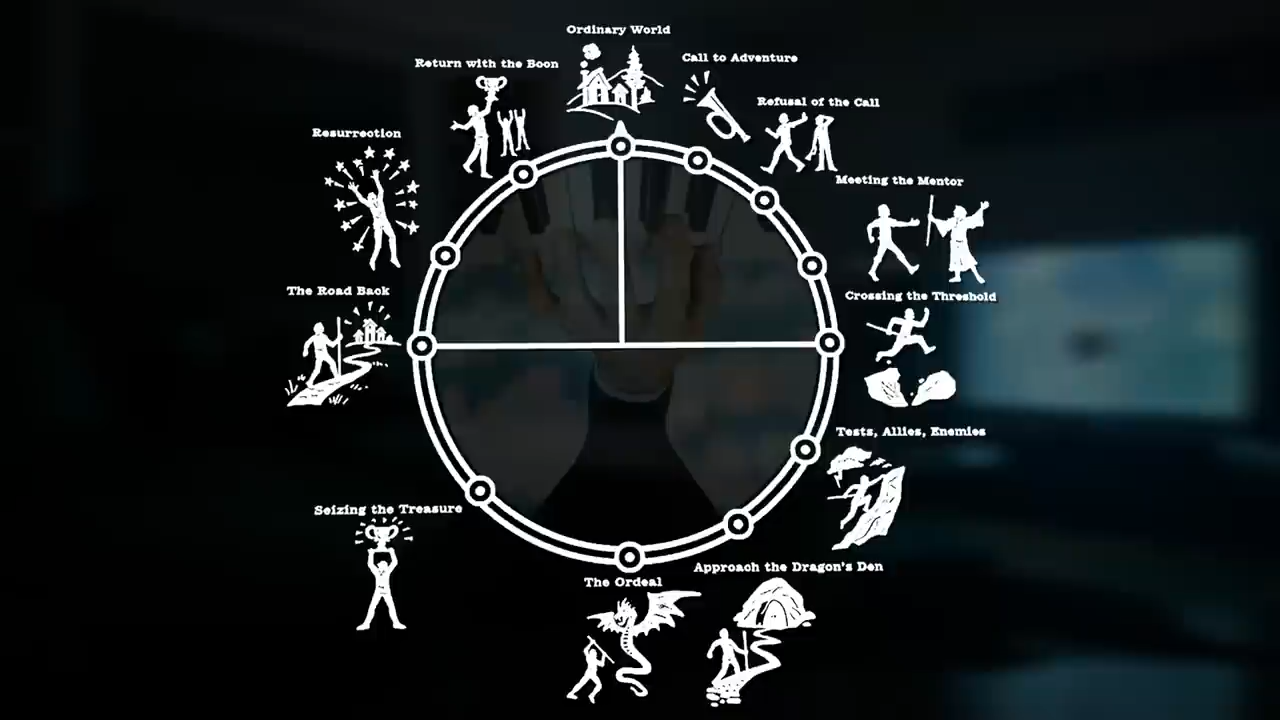 Ordinary World
Call to Adventure
Refusal of the Call
Meeting the Mentor
Crossing the Threshold
Tests, Allies, Enemies
Approach the Dragon's Den
The Ordeal
Seizing the Treasure
The Road Back
Resurrection
Return with the Boon